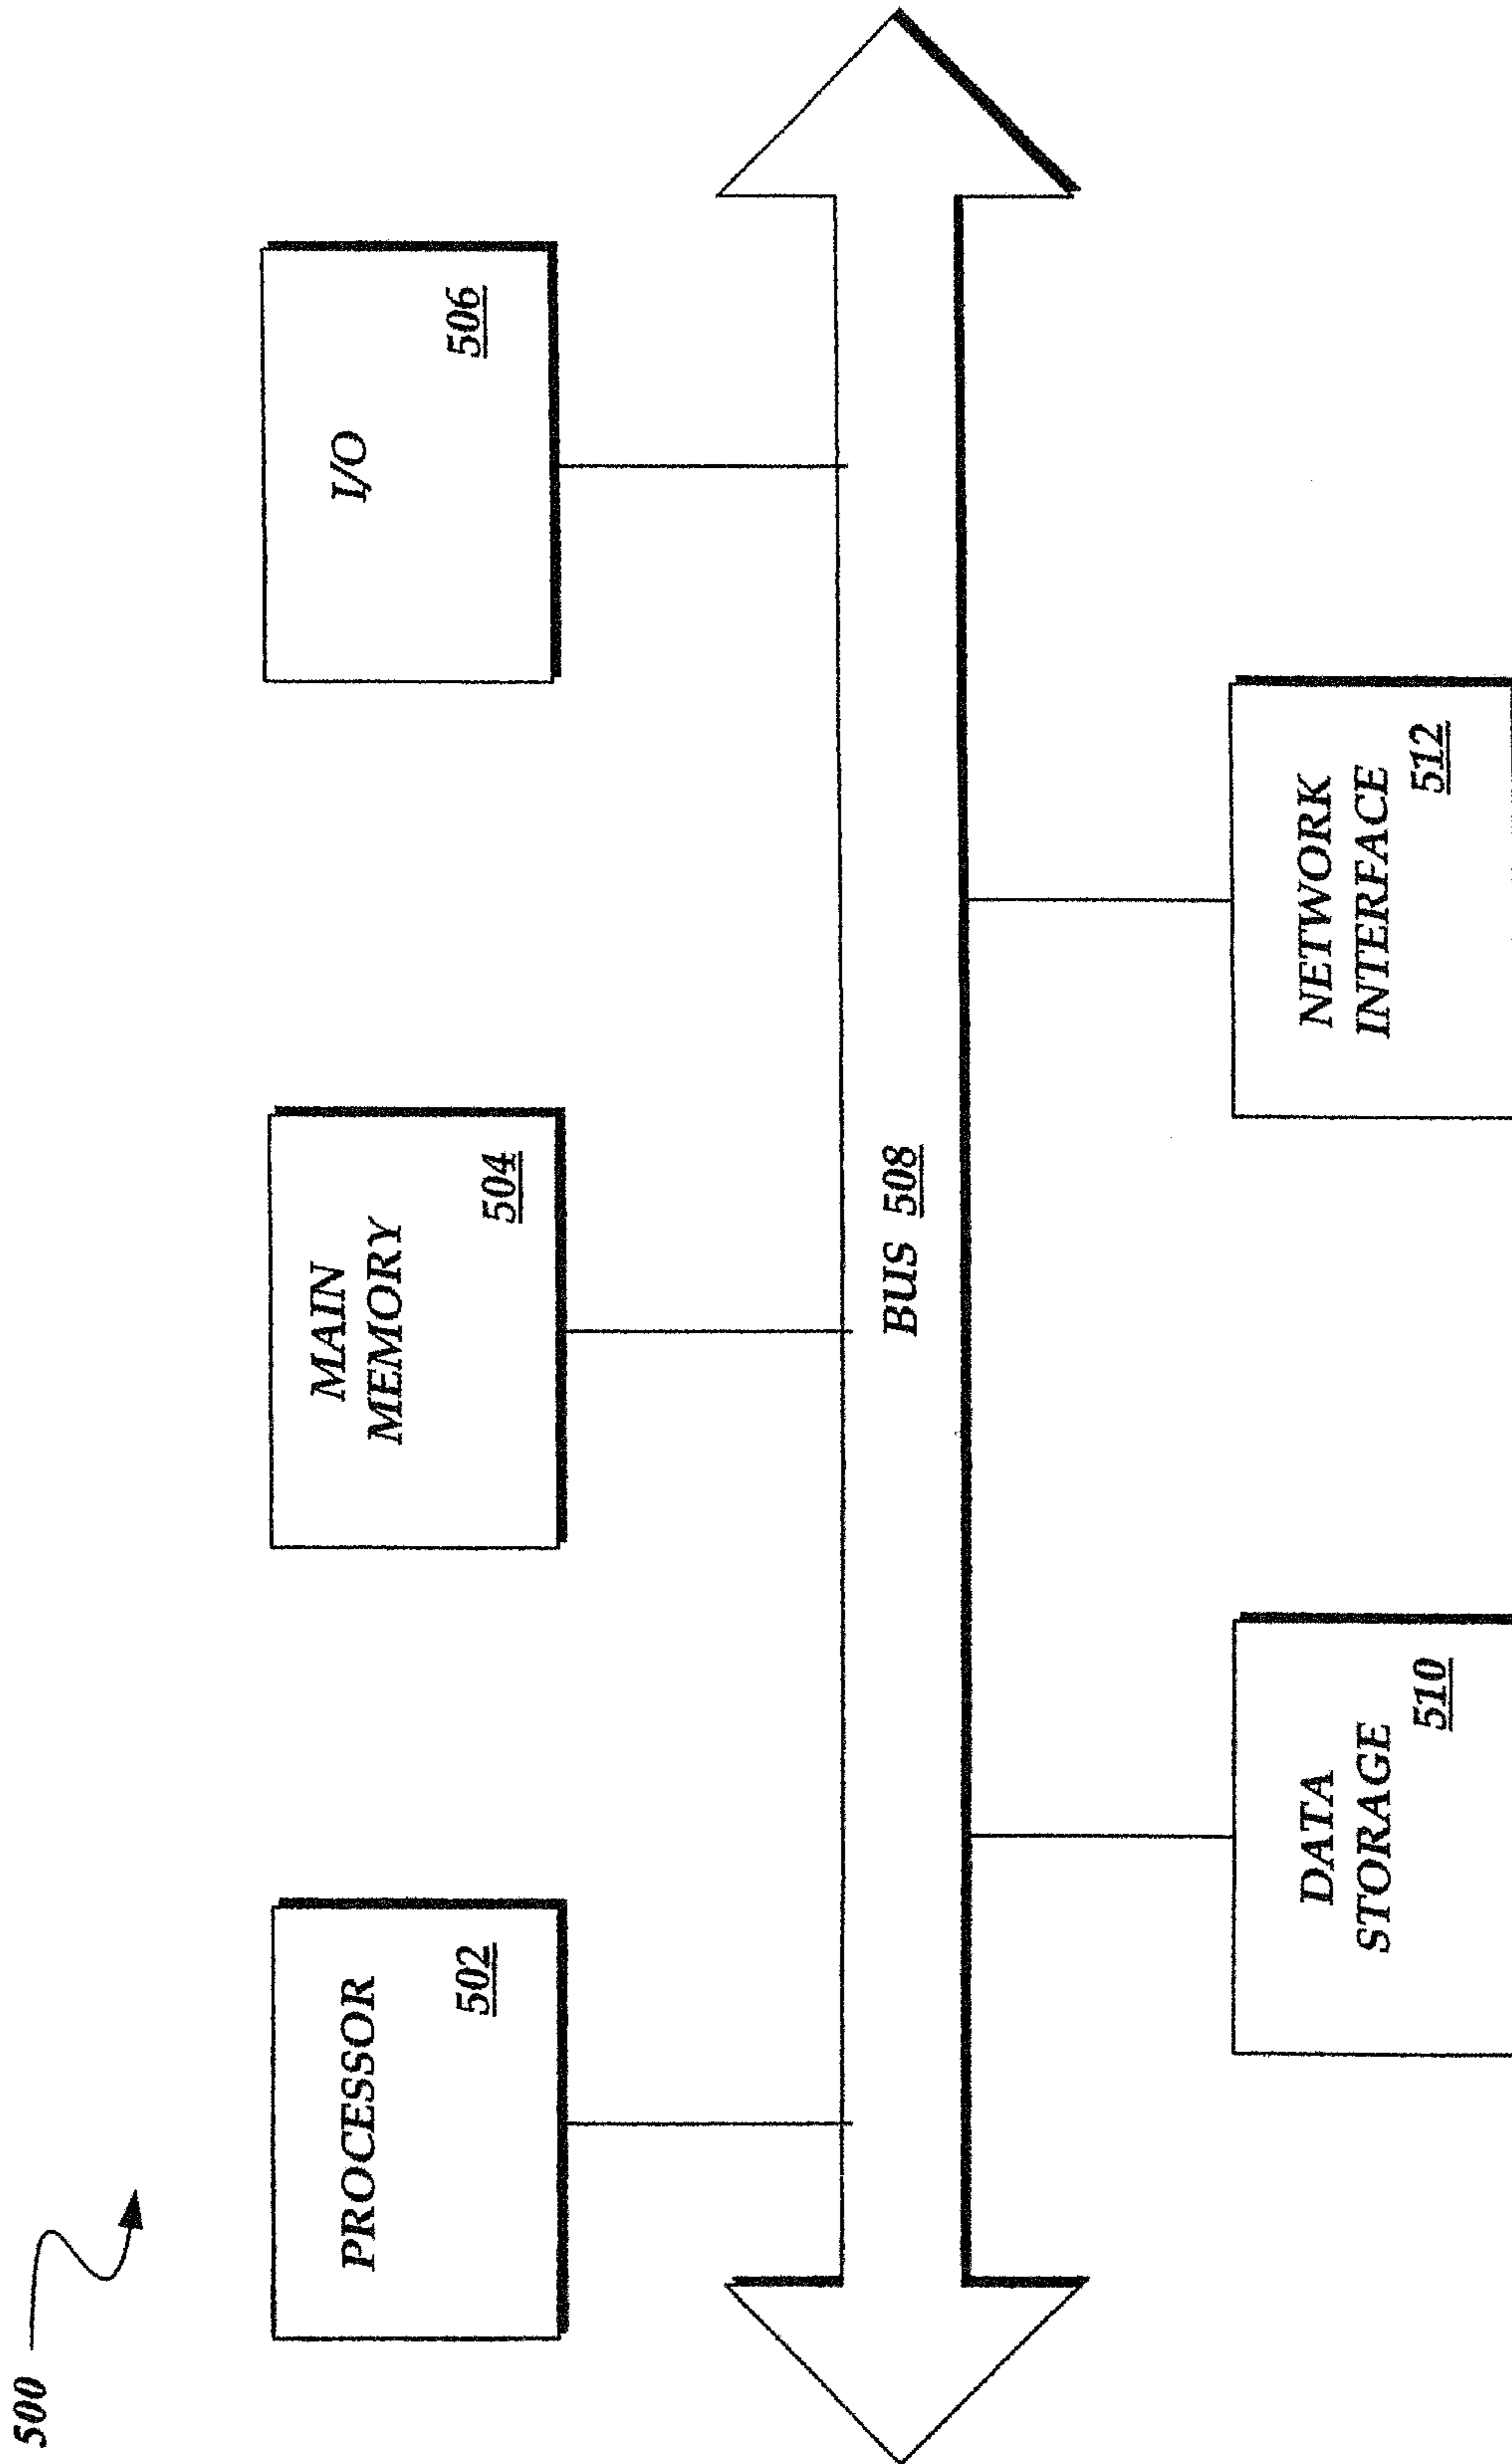 500
PROCESSOR
502
MAIN
MEMORY
504
I/O
506
BUS 508
DATA
STORAGE
510
NETWORK
INTERFACE
512